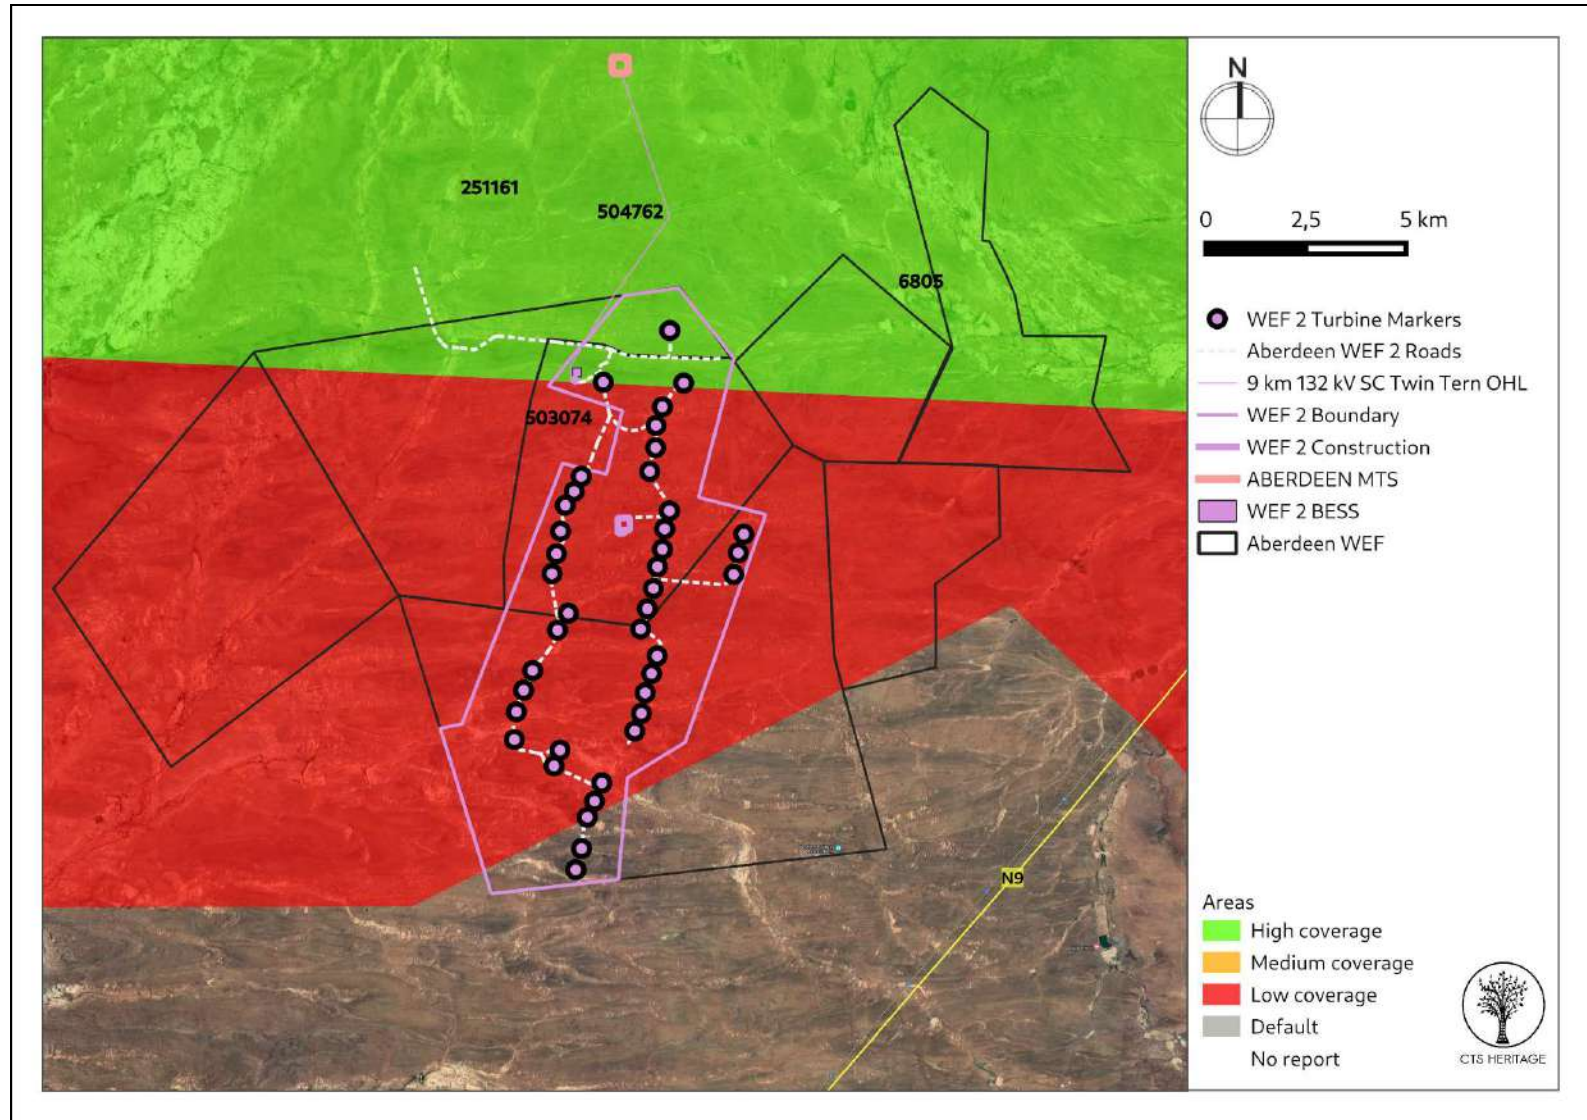 251161
504762
6805
503074
N9
N
0 2,5 5 km
WEF 2 Turbine Markers
Aberdeen WEF 2 Roads
9 km 132 kV SC Twin Tern OHL
WEF 2 Boundary
WEF 2 Construction
ABERDEEN MTS
WEF 2 BESS
Aberdeen WEF
Areas
High coverage
Medium coverage
Low coverage
Default
No report
CTS HERITAGE